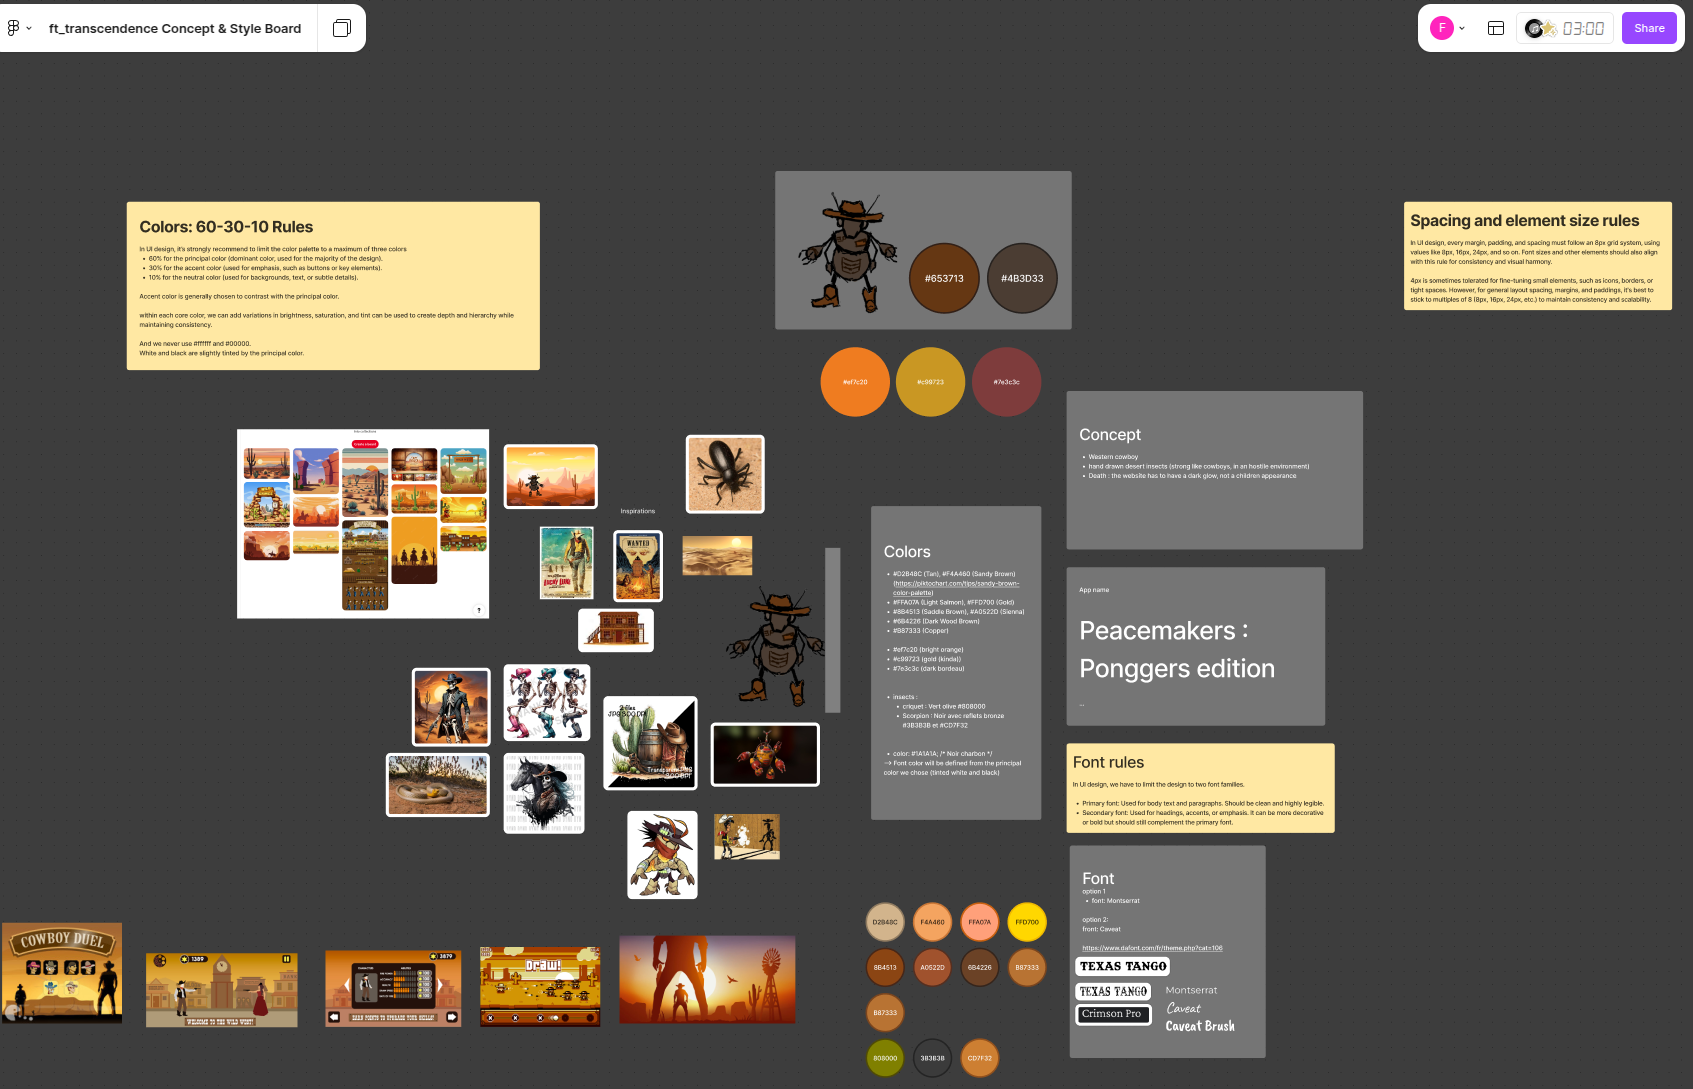 ft_transcendence Concept & Style Board
F
03:00
Share
Colors: 60-30-10 Rules
In UI design, it's strongly recommend to limit the color palette to a maximum of three colors
• 60% for the principal color (dominant color, used for the majority of the design).
• 30% for the accent color (used for emphasis, such as buttons or key elements).
• 10% for the neutral color (used for backgrounds, text, or subtle details).
Accent color is generally chosen to contrast with the principal color.
within each core color, we can add variations in brightness, saturation, and tint can be used to create depth and hierarchy while
maintaining consistency.
And we never use #ffffff and #00000.
White and black are slightly tinted by the principal color.
#653713
#4B3D33
#ef7c20
#c99723
#7e3c3c
Spacing and element size rules
In UI design, every margin, padding, and spacing must follow an 8px grid system, using
values like 8px, 16px, 24px, and so on. Font sizes and other elements should also align
with this rule for consistency and visual harmony.
4px is sometimes tolerated for fine-tuning small elements, such as icons, borders, or
tight spaces. However, for general layout spacing, margins, and paddings, it's best to
stick to multiples of 8 (8px, 16px, 24px, etc.) to maintain consistency and scalability.
Inspirations
WANTED
LUCKY LUKE
Concept
• Western cowboy
• hand drawn desert insects (strong like cowboys, in an hostile environment)
• Death : the website has to have a dark glow, not a children appearance
Colors
• #D2B48C (Tan), #F4A460 (Sandy Brown)
(https://piktochart.com/tips/sandy-brown-
color-palette)
• #FFA07A (Light Salmon), #FFD700 (Gold)
• #8B4513 (Saddle Brown), #A0522D (Sienna)
• #6B4226 (Dark Wood Brown)
• #B87333 (Copper)
• #ef7c20 (bright orange)
• #c99723 (gold (kinda))
• #7e3c3c (dark bordeau)
• insects :
• criquet : Vert olive #808000
• Scorpion : Noir avec reflets bronze
#3B3B3B et #CD7F32
• color: #1A1A1A; /* Noir charbon */
--> Font color will be defined from the principal
color we chose (tinted white and black)
App name
Peacemakers :
Ponggers edition
...
Font rules
In UI design, we have to limit the design to two font families.
• Primary font: Used for body text and paragraphs. Should be clean and highly legible.
• Secondary font: Used for headings, accents, or emphasis. It can be more decorative
or bold but should still complement the primary font.
Font
option 1
• font: Montserrat
option 2:
front: Caveat
https://www.dafont.com/fr/theme.php?cat=106
TEXAS TANGO
TEXAS TANGO
Montserrat
Caveat
Crimson Pro
Caveat Brush
D2B48C
F4A460
FFA07A
FFD700
8B4513
A0522D
6B4226
B87333
B87333
808000
3B3B3B
CD7F32
COWBOY DUEL
1389
WELCOME TO THE WILD WEST!
3879
EARN POINTS TO UPGRADE YOUR SKILLS!
DRAW!